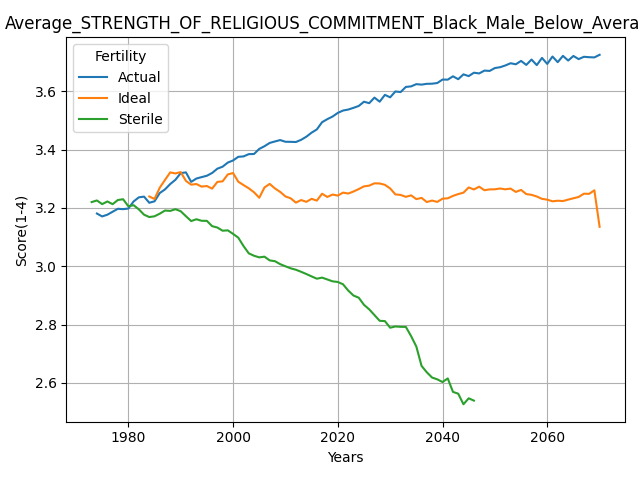 Average_STRENGTH_OF_RELIGIOUS_COMMITMENT_Black_Male_Below_Avera
Fertility
Actual
Ideal
Sterile
Score(1-4)
3.6
3.4
3.2
3.0
2.8
2.6
1980 2000 2020 2040 2060
Years